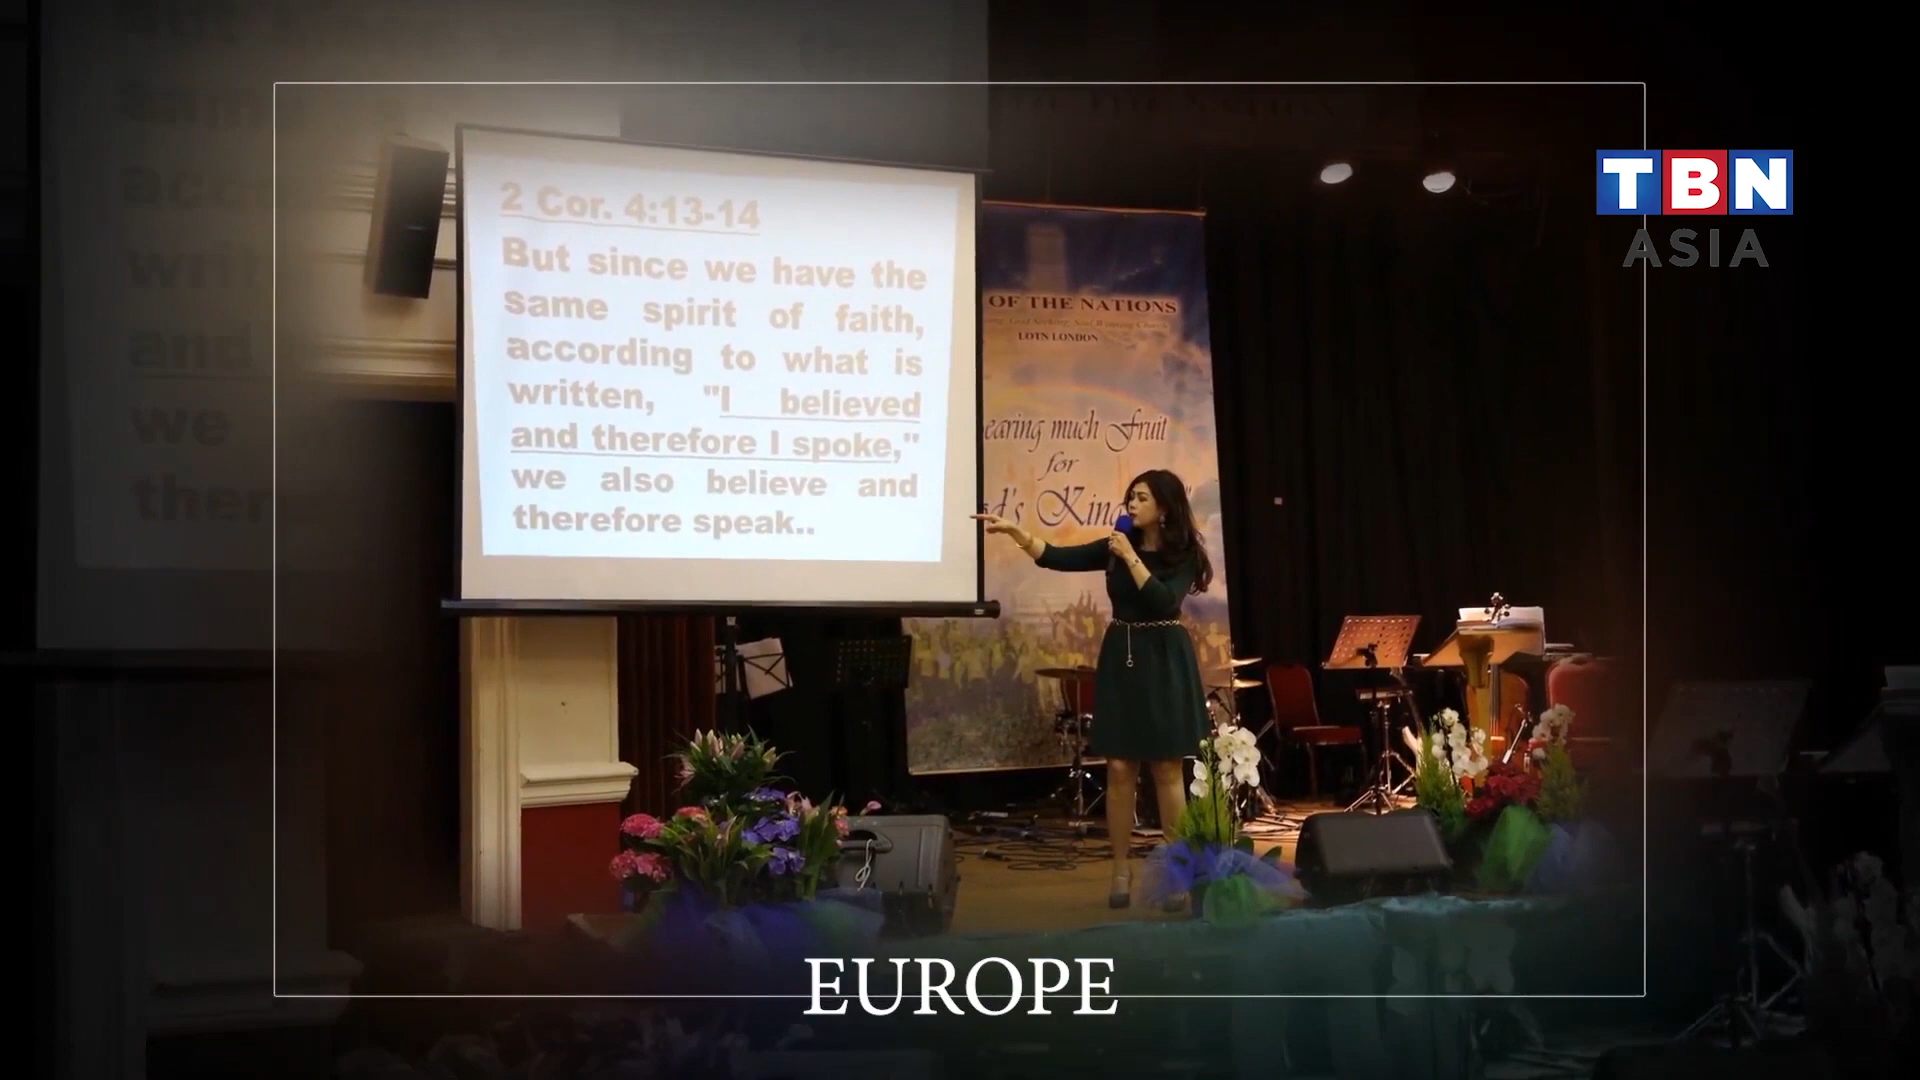 2 Cor. 4:13-14
But since we have the
same spirit of faith,
according to what is
written, "I believed
and therefore I spoke,"
we also believe and
therefore speak..
OF THE NATIONS
LOTN LONDON
earing much Fruit
for
TBN
ASIA
EUROPE